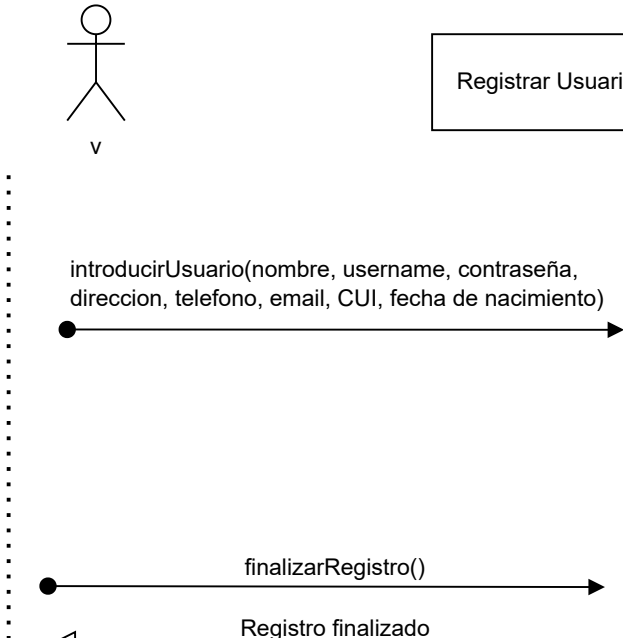 Registrar Usuari
v
introducirUsuario(nombre, username, contraseña,
direccion, telefono, email, CUI, fecha de nacimiento)
finalizarRegistro()
Registro finalizado